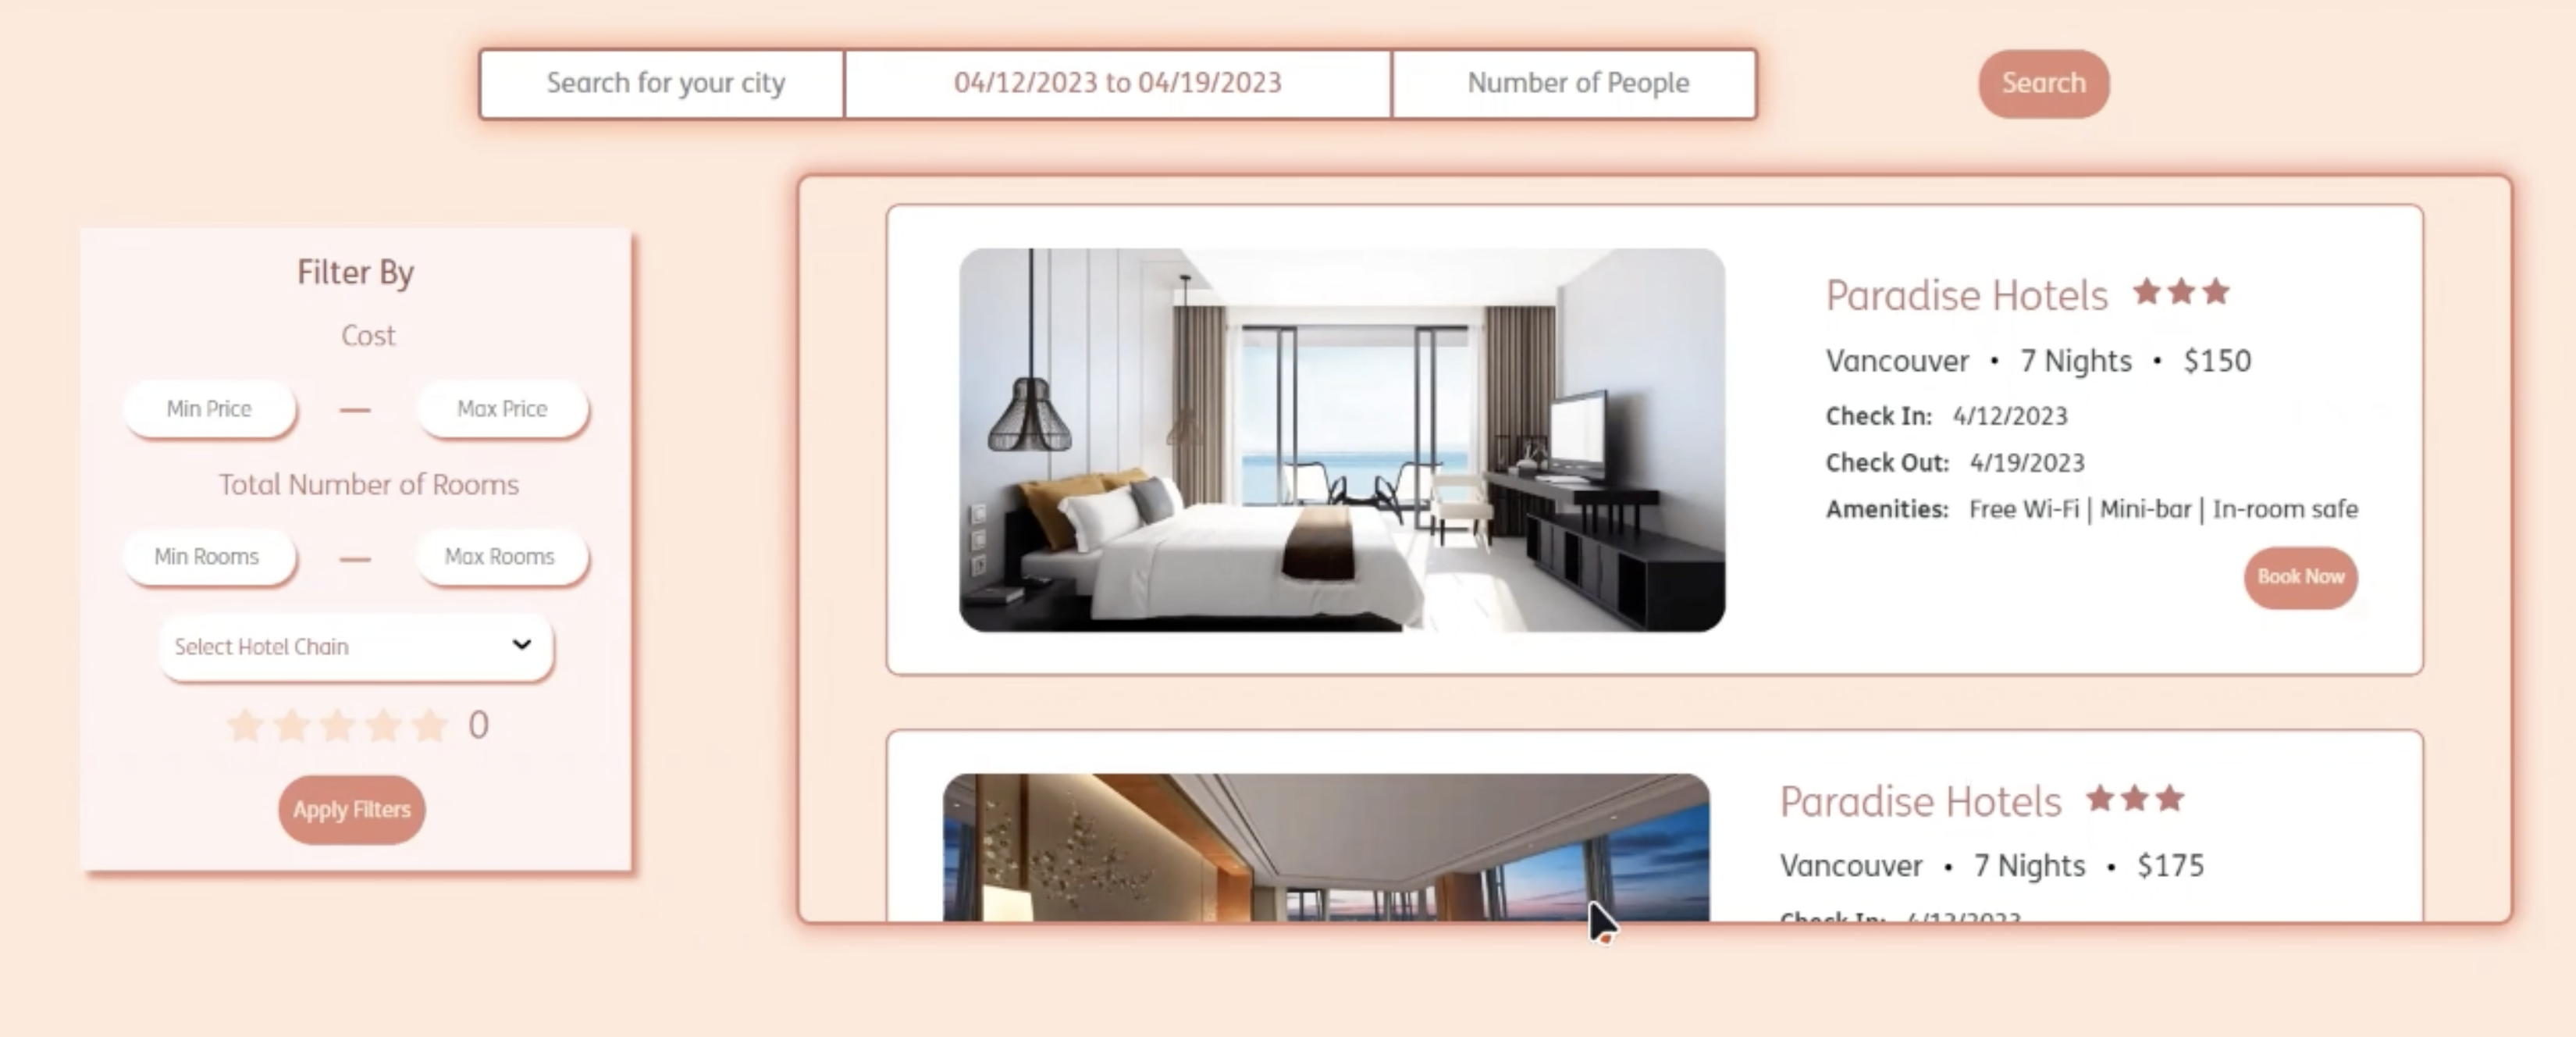 Search for your city
04/12/2023 to 04/19/2023
Number of People
Search
Filter By
Cost
Min Price
Max Price
Total Number of Rooms
Min Rooms
Max Rooms
Select Hotel Chain
0
Apply Filters
Paradise Hotels
Vancouver • 7 Nights • $150
Check In: 4/12/2023
Check Out: 4/19/2023
Amenities: Free Wi-Fi | Mini-bar | In-room safe
Book Now
Paradise Hotels
Vancouver • 7 Nights • $175
Check In: 4/12/2023